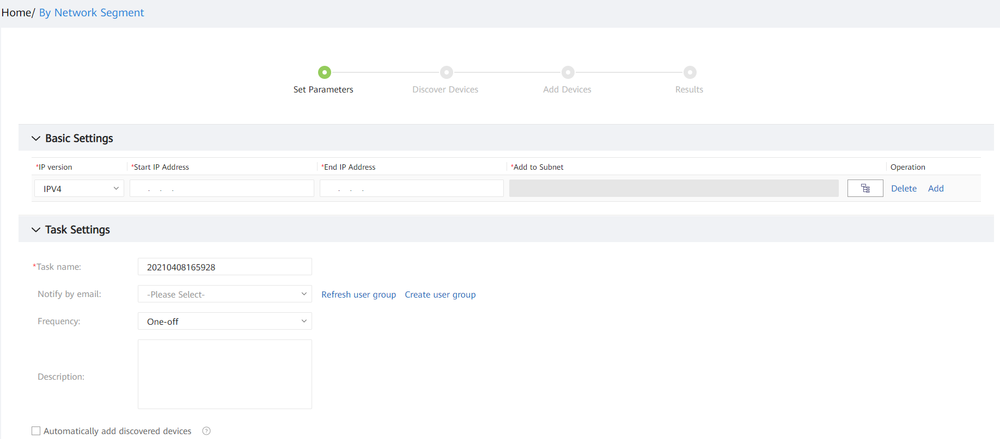 Home/ By Network Segment
Set Parameters
Discover Devices
Add Devices
Results
Basic Settings
*IP version
*Start IP Address
*End IP Address
*Add to Subnet
Operation
IPV4
. . .
. . .
Delete
Add
Task Settings
*Task name:
20210408165928
Notify by email:
-Please Select-
Refresh user group
Create user group
Frequency:
One-off
Description:
Automatically add discovered devices ?